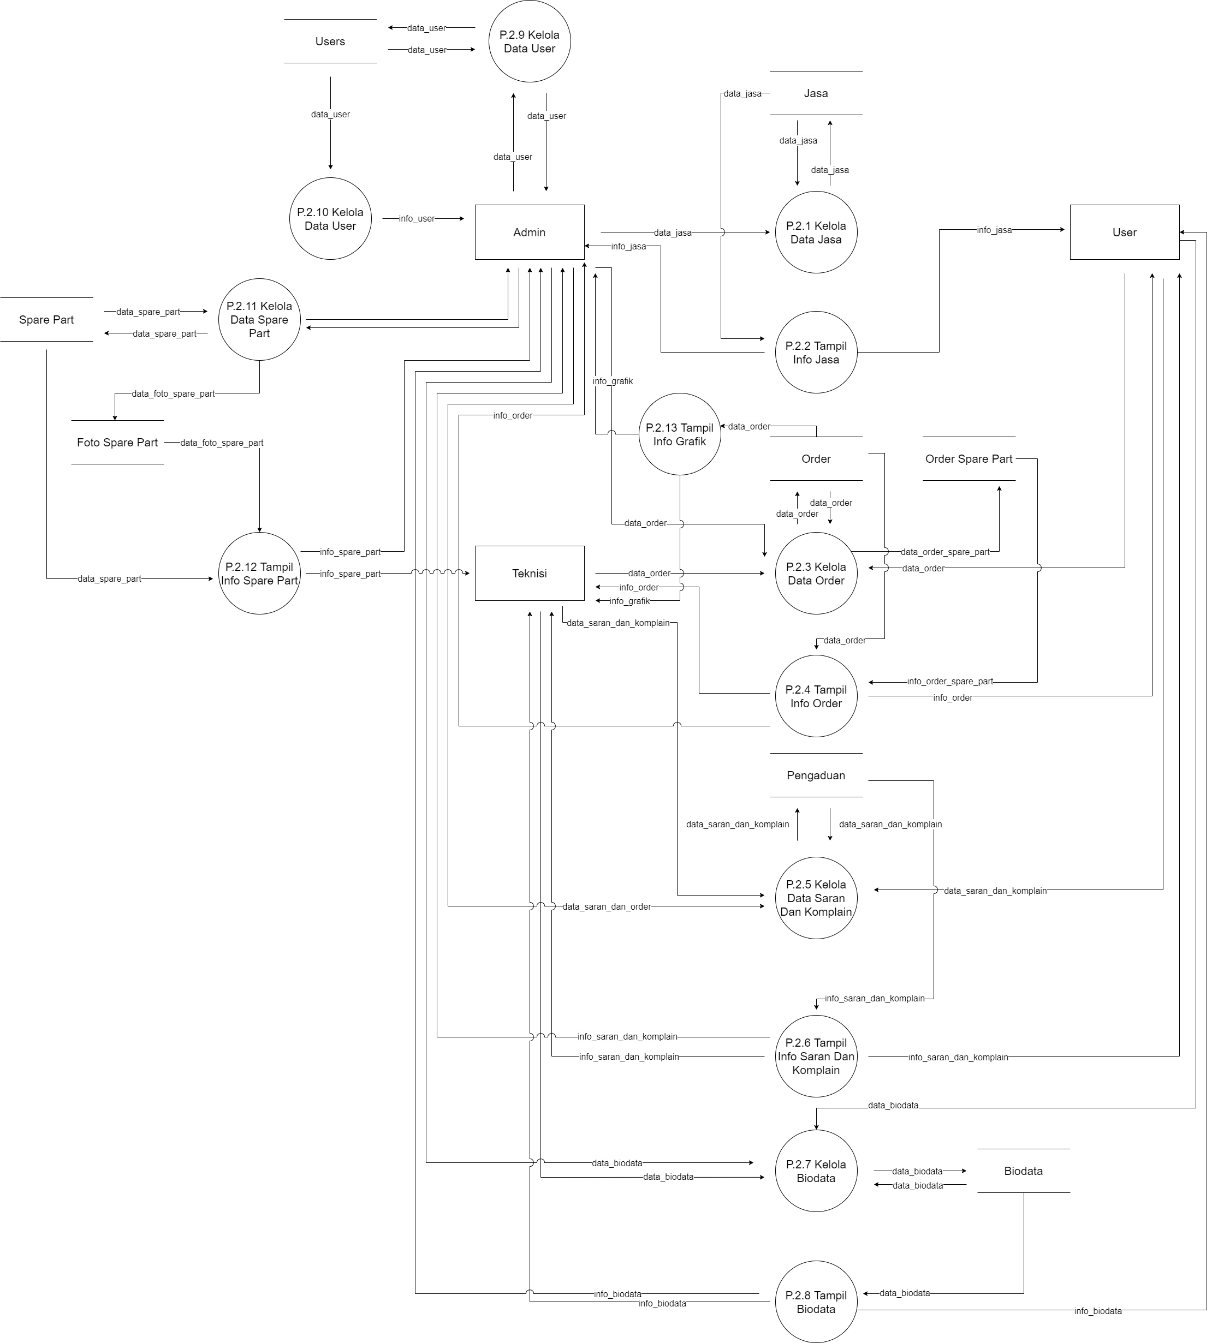 data_user
P.2.9 Kelola
Data User
Users
data_user
data_jasa
Jasa
data_user
data_user
data_jasa
data_user
data_jasa
P.2.10 Kelola
Data User
info_user
Admin
data_jasa
P.2.1 Kelola
Data Jasa
info_jasa
User
info_jasa
Spare Part
data_spare_part
data_spare_part
P.2.11 Kelola
Data Spare
Part
P.2.2 Tampil
Info Jasa
info_grafik
data_foto_spare_part
info_order
P.2.13 Tampil
Info Grafik
data_order
Foto Spare Part
data_foto_spare_part
Order
Order Spare Part
data_order
data_order
data_order
info_spare_part
data_order_spare_part
P.2.12 Tampil
Info Spare Part
data_spare_part
info_spare_part
Teknisi
data_order
P.2.3 Kelola
Data Order
data_order
info_order
info_grafik
data_saran_dan_komplain
data_order
P.2.4 Tampil
Info Order
info_order_spare_part
info_order
Pengaduan
data_saran_dan_komplain
data_saran_dan_komplain
P.2.5 Kelola
Data Saran
Dan Komplain
data_saran_dan_komplain
data_saran_dan_order
info_saran_dan_komplain
info_saran_dan_komplain
P.2.6 Tampil
Info Saran Dan
Komplain
info_saran_dan_komplain
info_saran_dan_komplain
data_biodata
data_biodata
data_biodata
P.2.7 Kelola
Biodata
data_biodata
data_biodata
Biodata
info_biodata
info_biodata
P.2.8 Tampil
Biodata
data_biodata
info_biodata